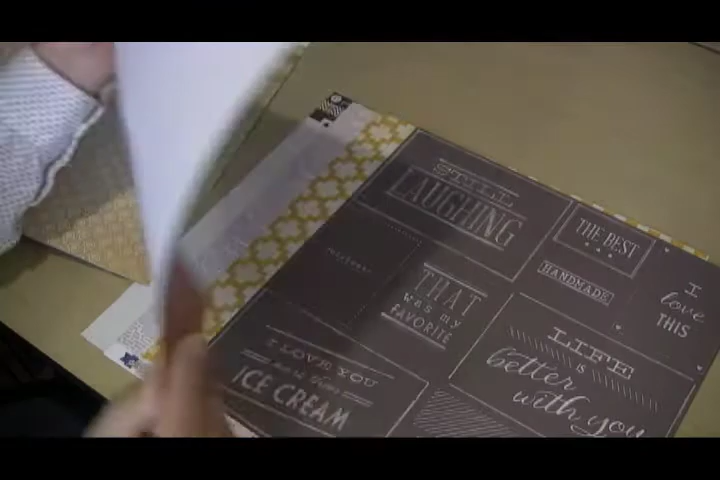 STILL
LAUGHING
THE BEST
HANDMADE
I
love
THIS
THAT
was my
FAVORITE
LIFE
is
better
with you
I LOVE YOU
ICE CREAM